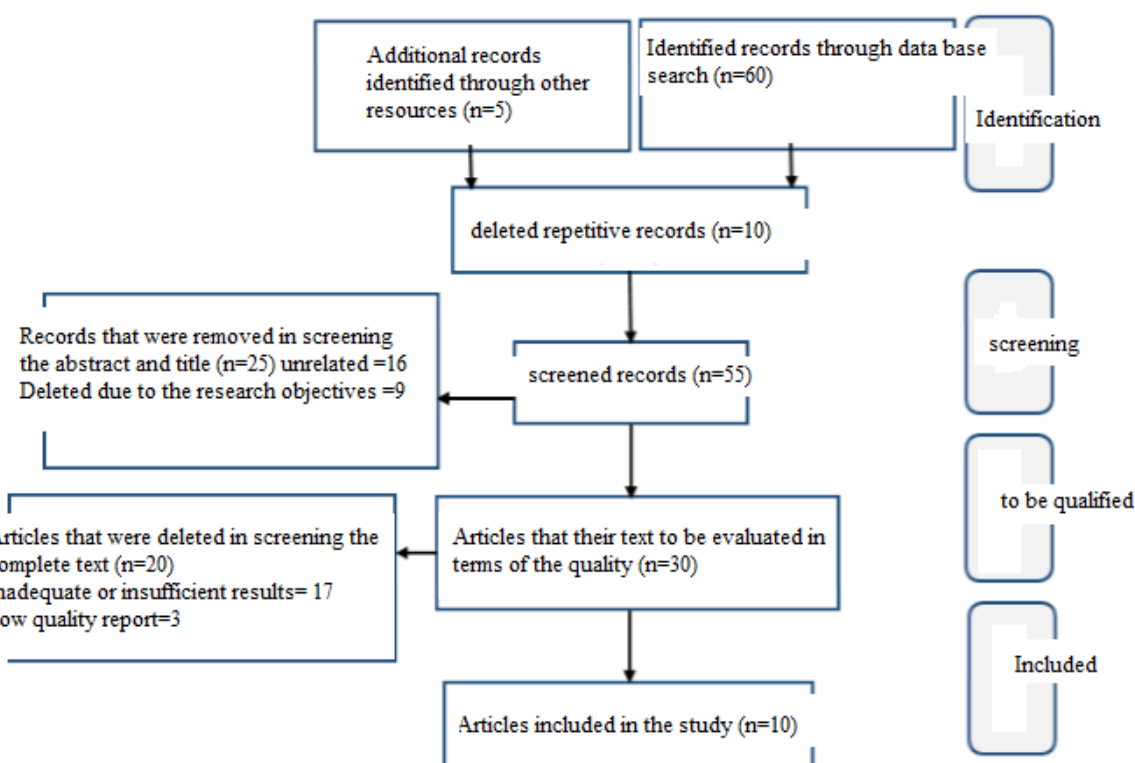 Additional records
identified through other
resources (n=5)
Identified records through data base
search (n=60)
Identification
deleted repetitive records (n=10)
Records that were removed in screening
the abstract and title (n=25) unrelated =16
Deleted due to the research objectives =9
screened records (n=55)
screening
to be qualified
rticles that were deleted in screening the
omplete text (n=20)
nadequate or insufficient results= 17
ow quality report=3
Articles that their text to be evaluated in
terms of the quality (n=30)
Included
Articles included in the study (n=10)